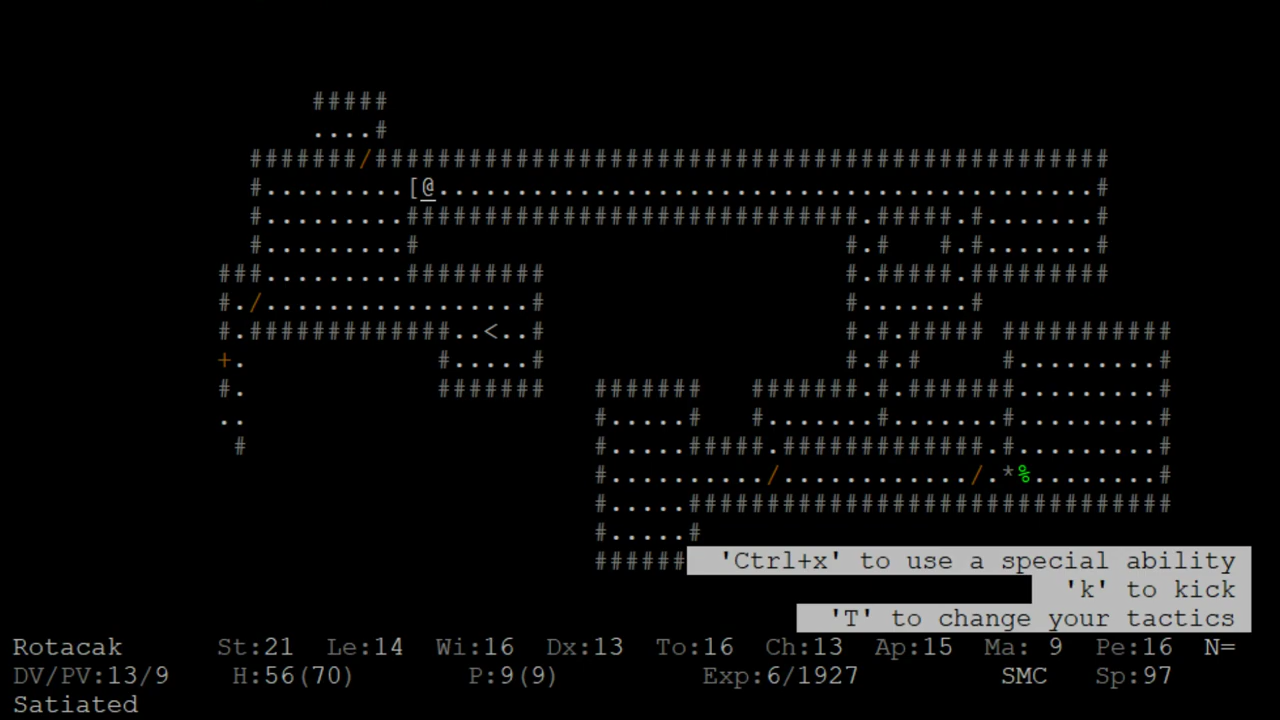 'Ctrl+x' to use a special ability
'k' to kick
'T' to change your tactics
Rotacak St:21 Le:14 Wi:16 Dx:13 To:16 Ch:13 Ap:15 Ma: 9 Pe:16 N=
DV/PV:13/9 H:56(70) P:9(9) Exp:6/1927 SMC Sp:97
Satiated